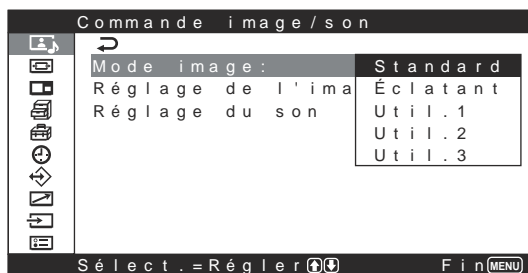 Commande image/son
Mode image: Standard
Réglage de l'ima Éclatant
Réglage du son Util.1
Util.2
Util.3
Sélect.=Régler Fin MENU